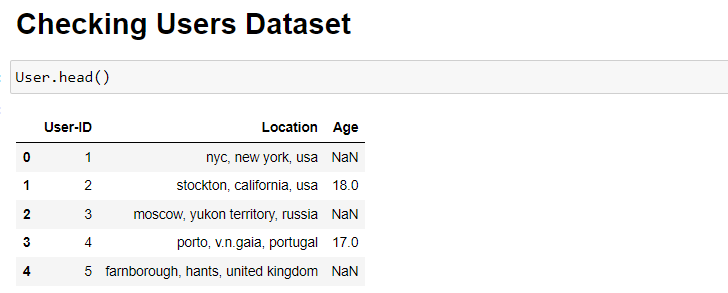 Checking Users Dataset
User.head()
User-ID Location Age
0 1 nyc, new york, usa NaN
1 2 stockton, california, usa 18.0
2 3 moscow, yukon territory, russia NaN
3 4 porto, v.n.gaia, portugal 17.0
4 5 farnborough, hants, united kingdom NaN